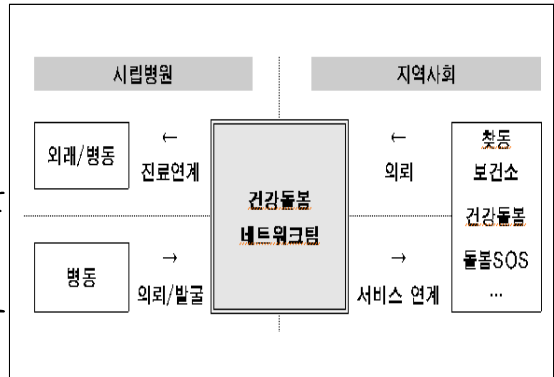 시립병원
지역사회
외래/병동
←
진료연계
병동
→
의뢰/발굴
건강돌봄
네트워크팀
←
의뢰
→
서비스 연계
찾동
보건소
건강돌봄
돌봄SOS
...